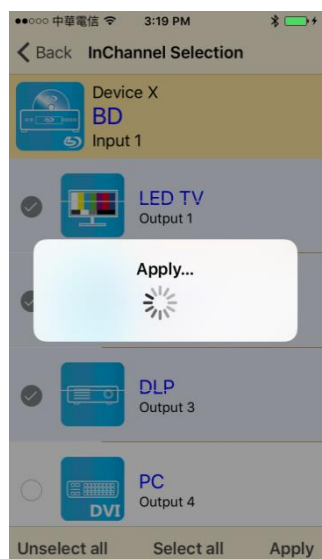 中華電信 3:19 PM
Back InChannel Selection
Device X
BD
Input 1
LED TV
Output 1
Apply...
DLP
Output 3
PC
Output 4
DVI
Unselect all Select all Apply